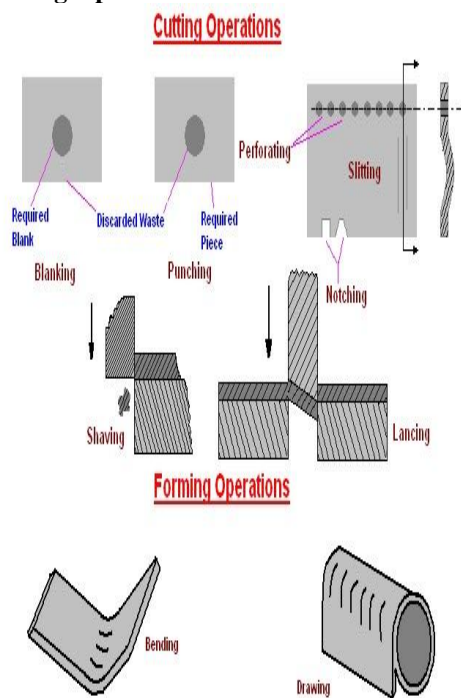 Cutting Operations
Perforating
Slitting
Required
Blank
Discarded Waste
Required
Piece
Blanking
Punching
Notching
Shaving
Lancing
Forming Operations
Bending
Drawing